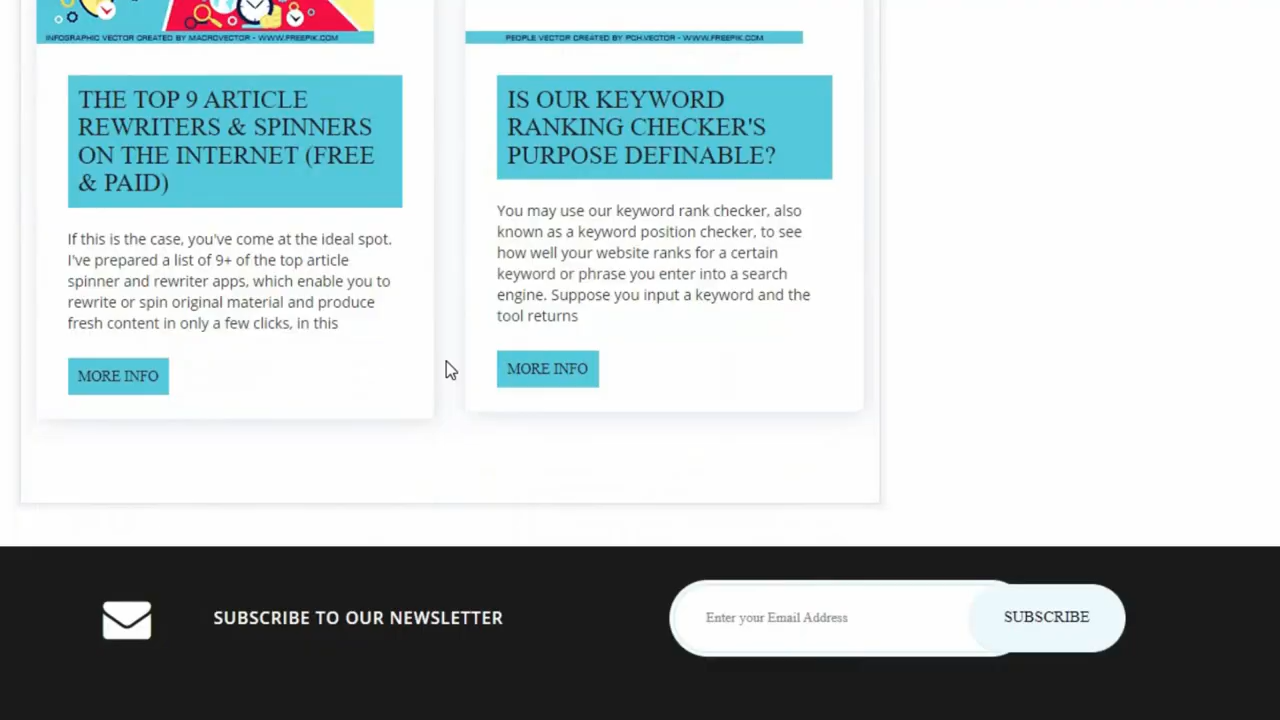 INFOGRAPHIC VECTOR CREATED BY MACROVECTOR - WWW.FREEPIK.COM
THE TOP 9 ARTICLE
REWRITERS & SPINNERS
ON THE INTERNET (FREE
& PAID)
If this is the case, you've come at the ideal spot.
I've prepared a list of 9+ of the top article
spinner and rewriter apps, which enable you to
rewrite or spin original material and produce
fresh content in only a few clicks, in this
MORE INFO
PEOPLE VECTOR CREATED BY PCH.VECTOR - WWW.FREEPIK.COM
IS OUR KEYWORD
RANKING CHECKER'S
PURPOSE DEFINABLE?
You may use our keyword rank checker, also
known as a keyword position checker, to see
how well your website ranks for a certain
keyword or phrase you enter into a search
engine. Suppose you input a keyword and the
tool returns
MORE INFO
SUBSCRIBE TO OUR NEWSLETTER
Enter your Email Address
SUBSCRIBE